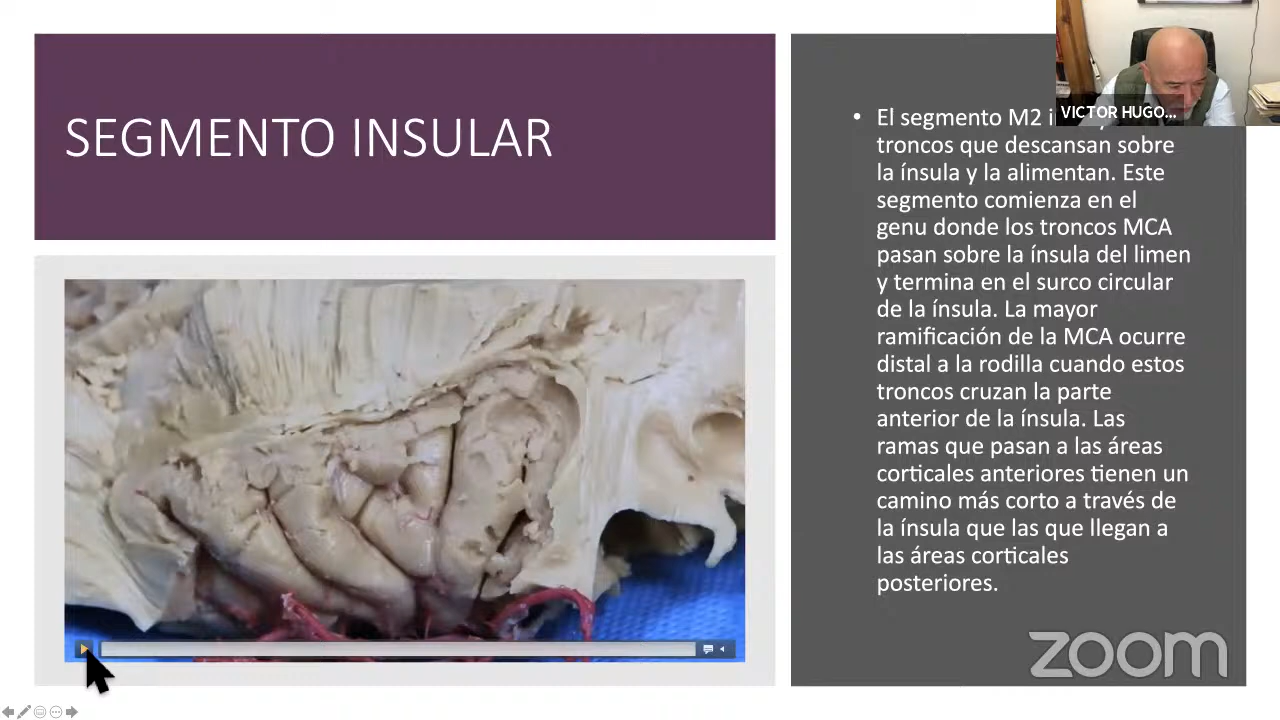 SEGMENTO INSULAR
VICTOR HUGO...
• El segmento M2
troncos que descansan sobre
la ínsula y la alimentan. Este
segmento comienza en el
genu donde los troncos MCA
pasan sobre la ínsula del limen
y termina en el surco circular
de la ínsula. La mayor
ramificación de la MCA ocurre
distal a la rodilla cuando estos
troncos cruzan la parte
anterior de la ínsula. Las
ramas que pasan a las áreas
corticales anteriores tienen un
camino más corto a través de
la ínsula que las que llegan a
las áreas corticales
posteriores.
zoom